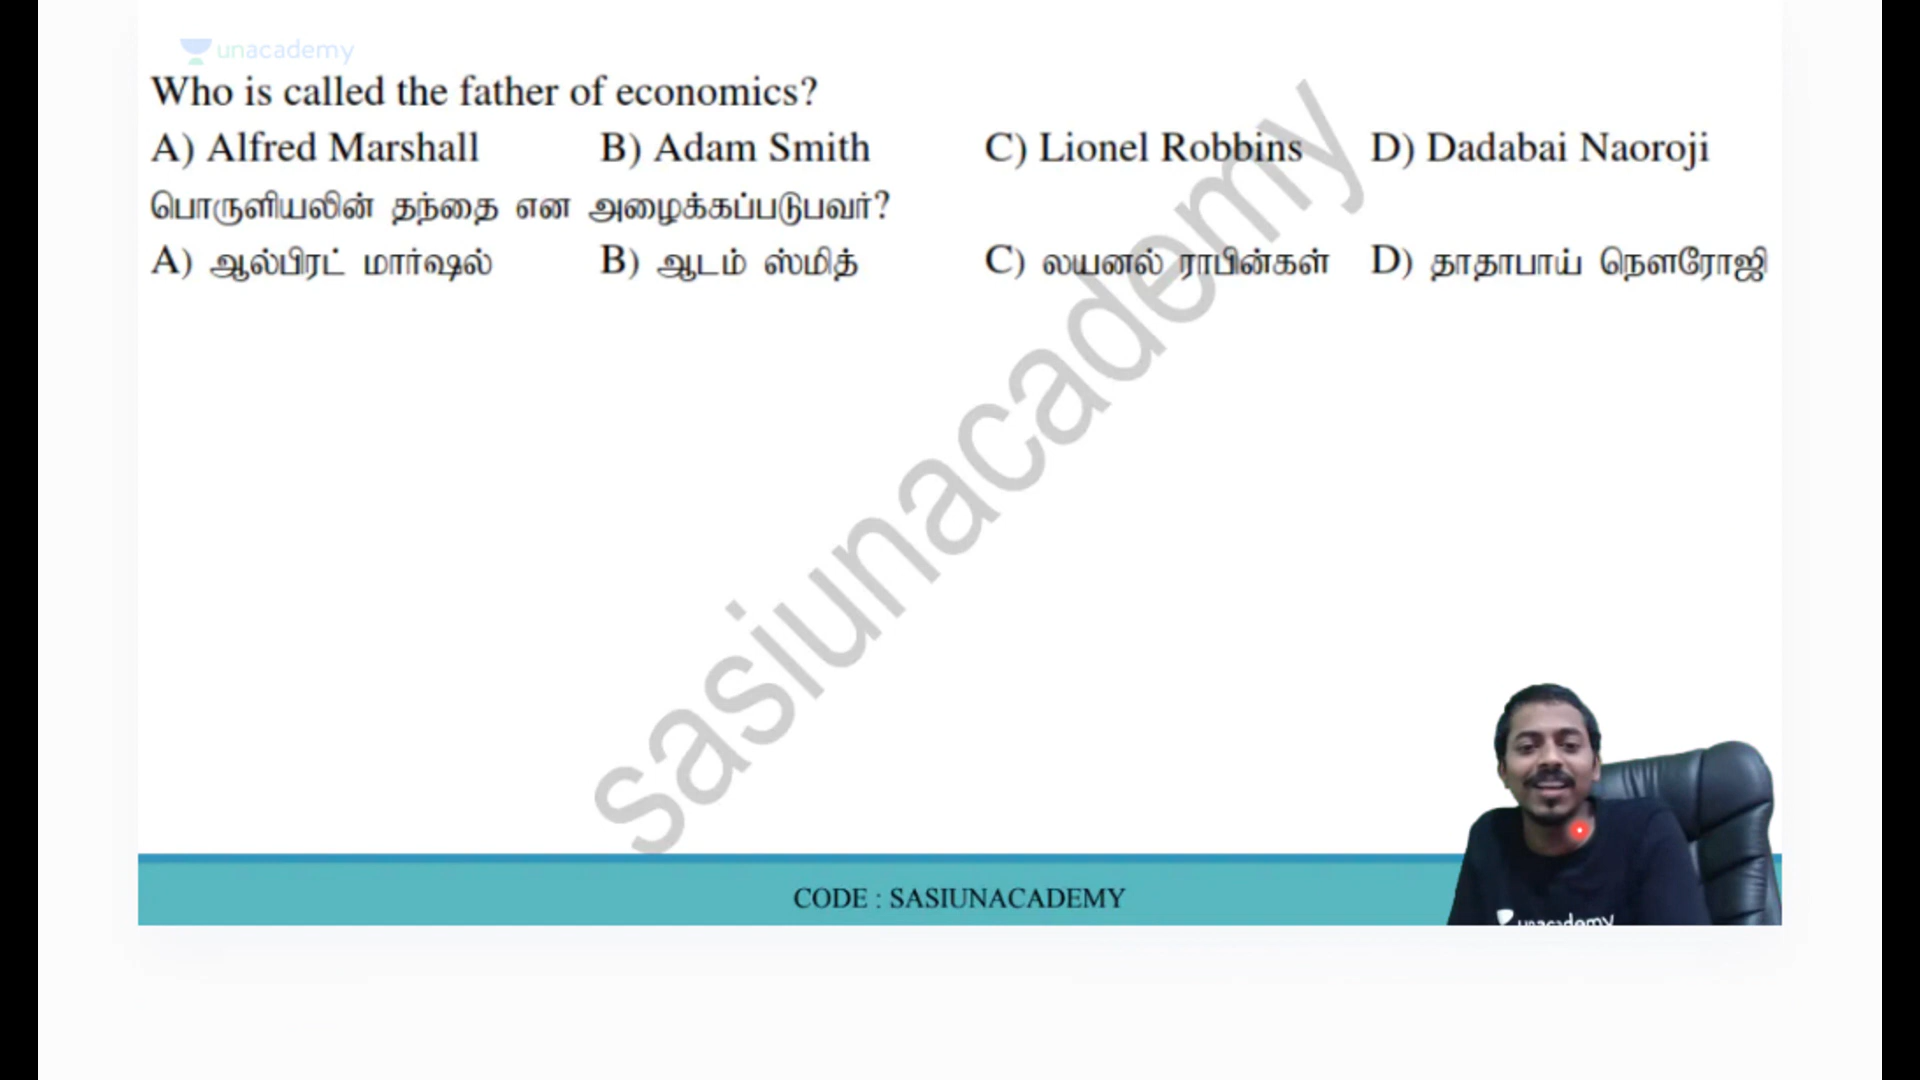 unacademy
Who is called the father of economics?
A) Alfred Marshall B) Adam Smith C) Lionel Robbins D) Dadabai Naoroji
பொருளியலின் தந்தை என அழைக்கப்படுபவர்?
A) ஆல்பிரட் மார்ஷல் B) ஆடம் ஸ்மித் C) லயனல் ராபின்கள் D) தாதாபாய் நௌரோஜி
sasiunacademy
CODE : SASIUNACADEMY
unacademy